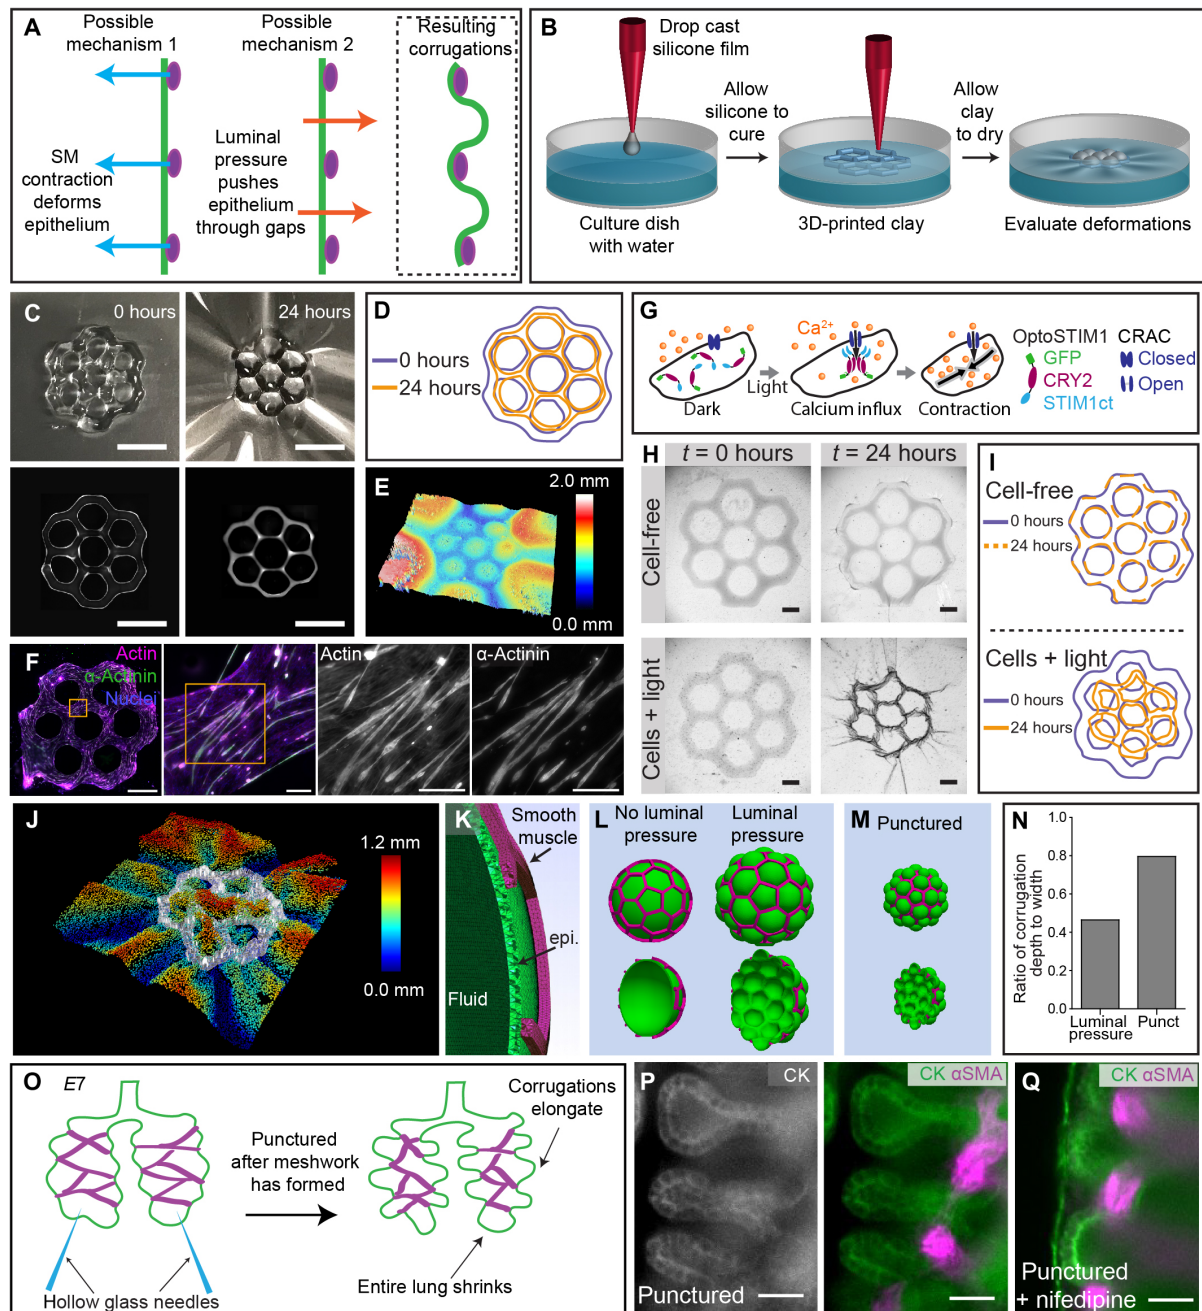 A
Possible
mechanism 1
Possible
mechanism 2
Resulting
corrugations
SM
contraction
deforms
epithelium
Luminal
pressure
pushes
epithelium
through gaps
B
Drop cast
silicone film
Allow
silicone to
cure
Allow
clay
to dry
Culture dish
with water
3D-printed clay
Evaluate deformations
C
0 hours
24 hours
D
0 hours
24 hours
E
2.0 mm
0.0 mm
F
Actin
α-Actinin
Nuclei
Actin
α-Actinin
G
Ca2+
Light
Dark
Calcium influx
Contraction
OptoSTIM1
GFP
CRY2
STIM1ct
CRAC
Closed
Open
H
t = 0 hours
t = 24 hours
Cell-free
Cells + light
I
Cell-free
0 hours
24 hours
Cells + light
0 hours
24 hours
J
1.2 mm
0.0 mm
K
Smooth
muscle
epi.
Fluid
L
No luminal
pressure
Luminal
pressure
M
Punctured
N
Ratio of corrugation
depth to width
1.0
0.8
0.6
0.4
0.2
0
Luminal
pressure
Punct
O
E7
Punctured
after meshwork
has formed
Corrugations
elongate
Hollow glass needles
Entire lung shrinks
P
CK
Punctured
CK αSMA
Q
CK αSMA
Punctured
+ nifedipine